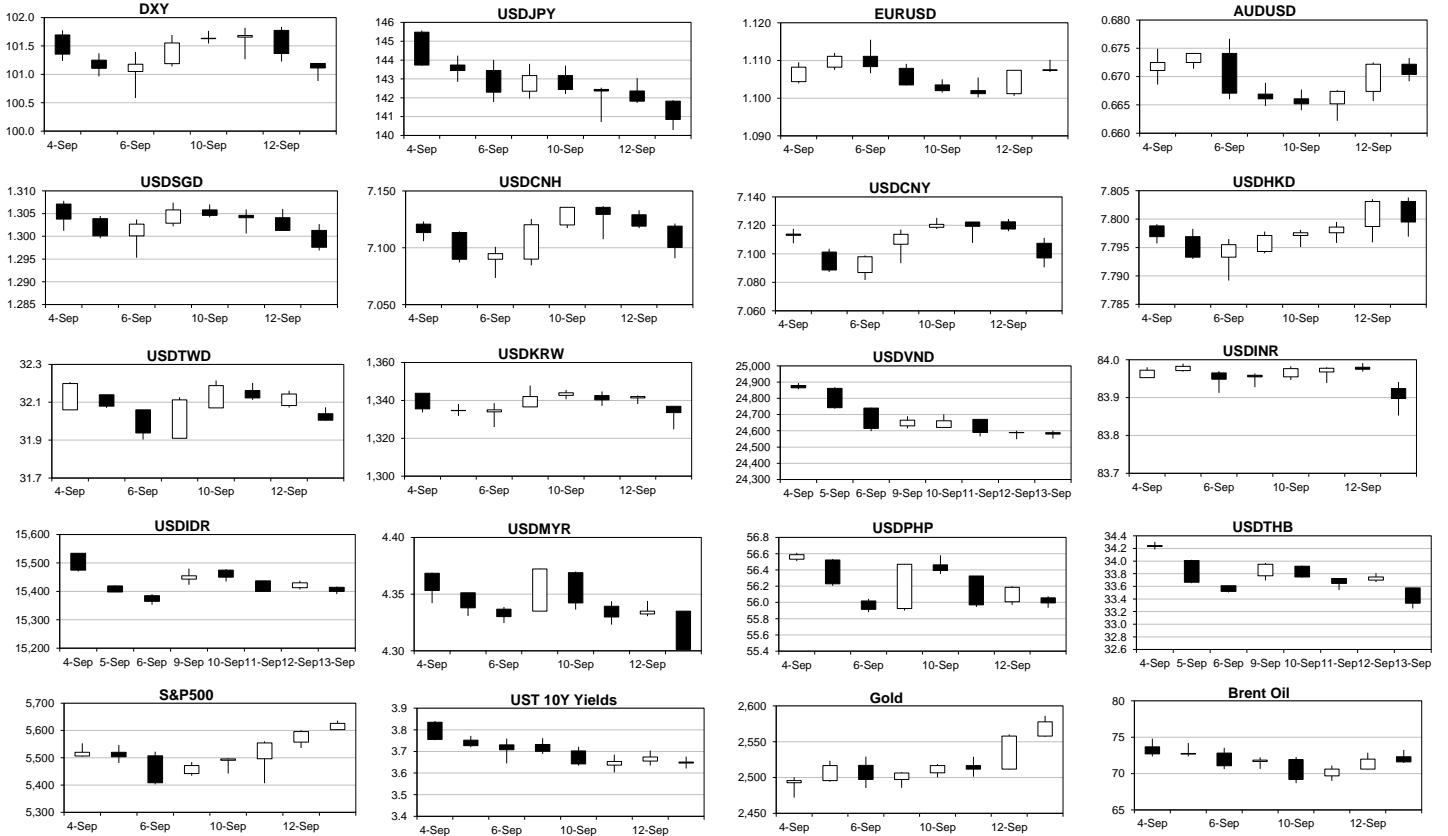 DXY
102.0
101.5
101.0
100.5
100.0
4-Sep 6-Sep 10-Sep 12-Sep
USDJPY
146
145
144
143
142
141
140
4-Sep 6-Sep 10-Sep 12-Sep
EURUSD
1.120
1.110
1.100
1.090
4-Sep 6-Sep 10-Sep 12-Sep
AUDUSD
0.680
0.675
0.670
0.665
0.660
4-Sep 6-Sep 10-Sep 12-Sep
USDSGD
1.310
1.305
1.300
1.295
1.290
1.285
4-Sep 6-Sep 10-Sep 12-Sep
USDCNH
7.150
7.100
7.050
4-Sep 6-Sep 10-Sep 12-Sep
USDCNY
7.140
7.120
7.100
7.080
7.060
4-Sep 6-Sep 10-Sep 12-Sep
USDHKD
7.805
7.800
7.795
7.790
7.785
4-Sep 6-Sep 10-Sep 12-Sep
USDTWD
32.3
32.1
31.9
31.7
4-Sep 6-Sep 10-Sep 12-Sep
USDKRW
1,360
1,340
1,320
1,300
4-Sep 6-Sep 10-Sep 12-Sep
USDVND
25,000
24,900
24,800
24,700
24,600
24,500
24,400
24,300
4-Sep 5-Sep 6-Sep 9-Sep 10-Sep 11-Sep 12-Sep 13-Sep
USDINR
84.0
83.9
83.8
83.7
4-Sep 6-Sep 10-Sep 12-Sep
USDIDR
15,600
15,500
15,400
15,300
15,200
4-Sep 5-Sep 6-Sep 9-Sep 10-Sep 11-Sep 12-Sep 13-Sep
USDMYR
4.40
4.35
4.30
4-Sep 6-Sep 10-Sep 12-Sep
USDPHP
56.8
56.6
56.4
56.2
56.0
55.8
55.6
55.4
4-Sep 6-Sep 10-Sep 12-Sep
USDTHB
34.4
34.2
34.0
33.8
33.6
33.4
33.2
33.0
32.8
32.6
4-Sep 5-Sep 6-Sep 9-Sep 10-Sep 11-Sep 12-Sep 13-Sep
S&P500
5,700
5,600
5,500
5,400
5,300
4-Sep 6-Sep 10-Sep 12-Sep
UST 10Y Yields
3.9
3.8
3.7
3.6
3.5
3.4
4-Sep 6-Sep 10-Sep 12-Sep
Gold
2,600
2,550
2,500
2,450
4-Sep 6-Sep 10-Sep 12-Sep
Brent Oil
80
75
70
65
4-Sep 6-Sep 10-Sep 12-Sep